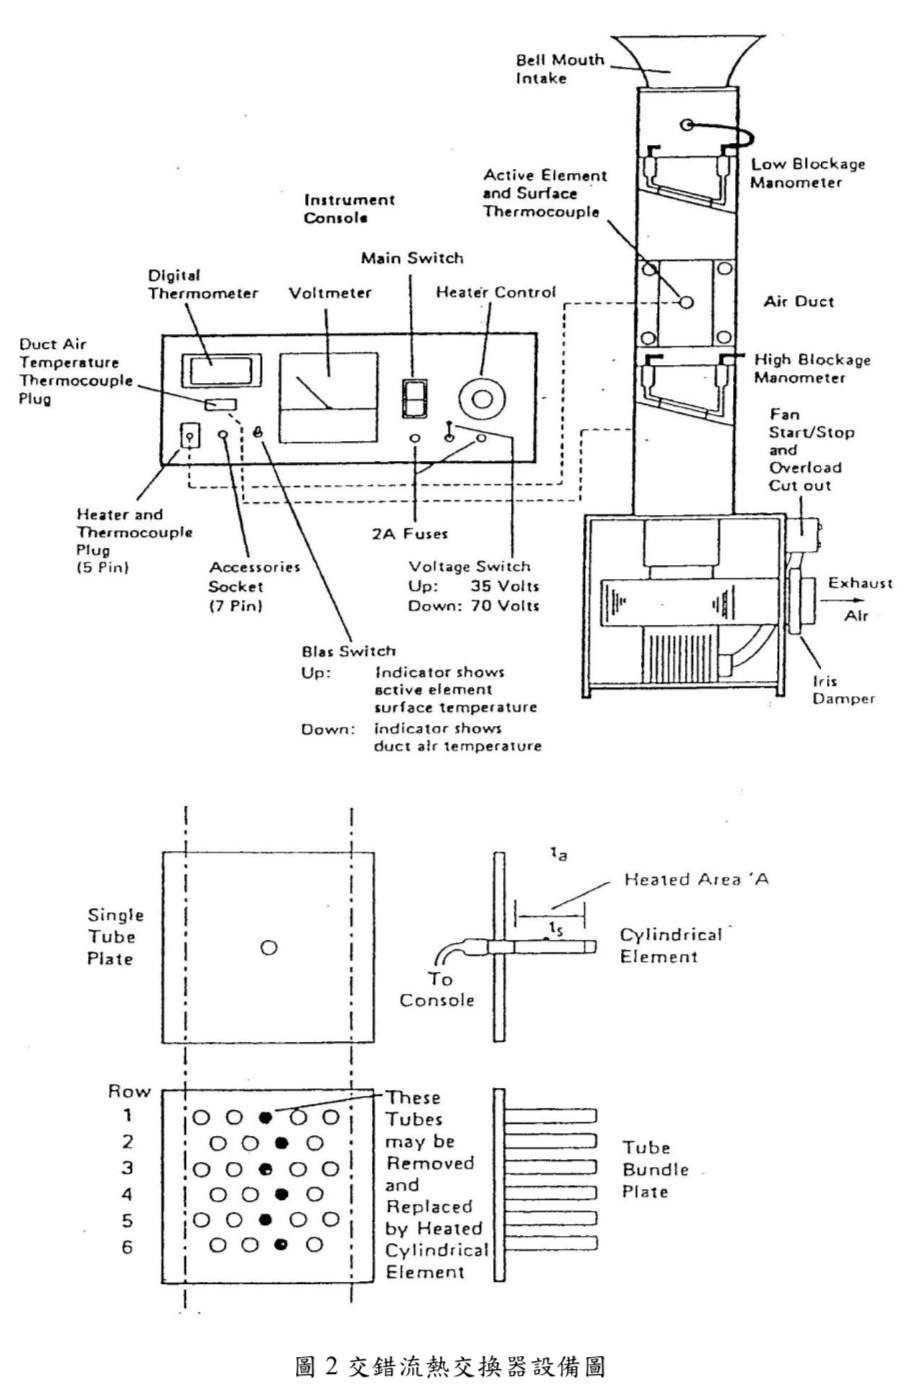 Bell Mouth
Intake
Low Blockage
Manometer
Active Element
and Surface
Thermocouple
Instrument
Console
Main Switch
Digital
Thermometer
Voltmeter
Heater Control
Air Duct
Duct Air
Temperature
Thermocouple
Plug
High Blockage
Manometer
Fan
Start/Stop
and
Overload
Cut out
Heater and
Thermocouple
Plug
(5 Pin)
Accessories
Socket
(7 Pin)
2A Fuses
Voltage Switch
Up: 35 Volts
Down: 70 Volts
Exhaust
Air
Iris
Damper
Bias Switch
Up: Indicator shows
active element
surface temperature
Down: indicator shows
duct air temperature
Single
Tube
Plate
ta
Heated Area 'A
ts
Cylindrical
Element
To
Console
Row
1
2
3
4
5
6
These
Tubes
may be
Removed
and
Replaced
by Heated
Cylindrical
Element
Tube
Bundle
Plate
圖 2 交錯流熱交換器設備圖